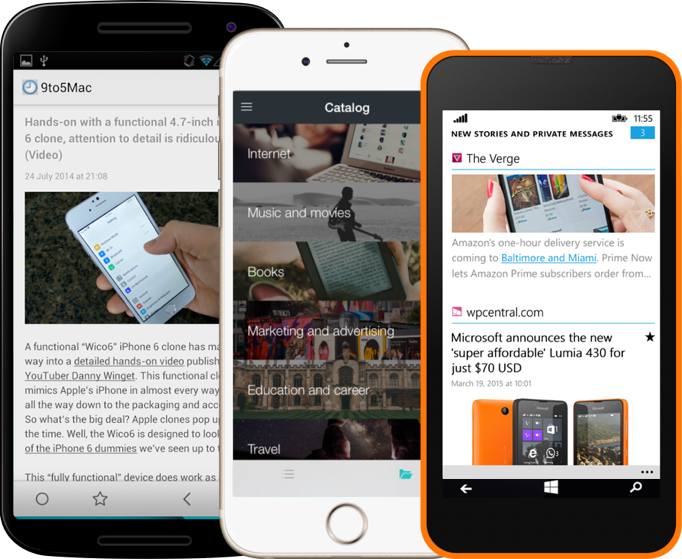 9to5Mac
Hands-on with a functional 4.7-inch
6 clone, attention to detail is ridiculou
(Video)
24 July 2014 at 21:08
A functional “Wico6” iPhone 6 clone has ma
way into a detailed hands-on video publish
YouTuber Danny Winget. This functional cl
mimics Apple's iPhone in almost every way
all the way down to the packaging and acc
So what's the big deal? Apple clones pop u
the time. Well, the Wico6 is designed to loo
of the iPhone 6 dummies we've seen up to t
This “fully functional” device does work as
Catalog
Internet
Music and movies
Books
Marketing and advertising
Education and career
Travel
11:55
NEW STORIES AND PRIVATE MESSAGES 3
The Verge
Amazon's one-hour delivery service is
coming to Baltimore and Miami. Prime Now
lets Amazon Prime subscribers order from...
wpcentral.com
Microsoft announces the new
'super affordable' Lumia 430 for
just $70 USD
March 19, 2015 at 10:01